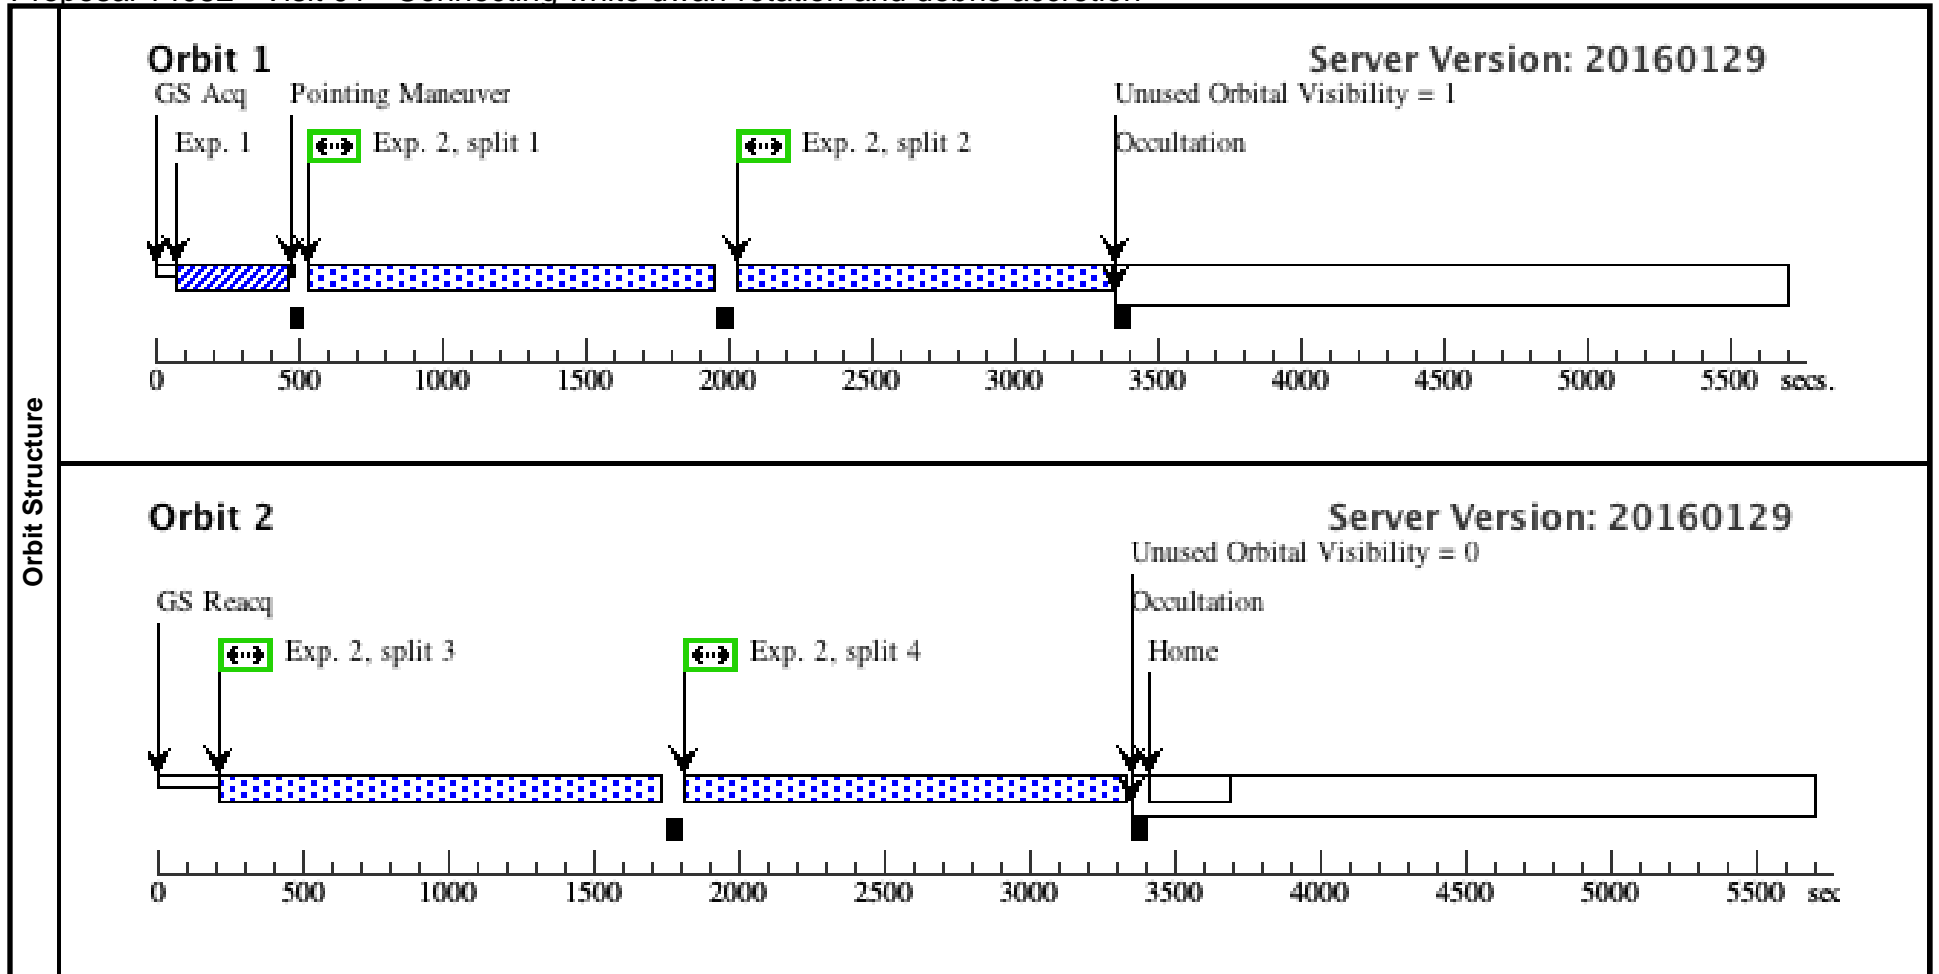 Orbit Structure
Orbit 1
Server Version: 20160129
GS Acq
Pointing Maneuver
Unused Orbital Visibility = 1
Exp. 1
Exp. 2, split 1
Exp. 2, split 2
Occultation
0 500 1000 1500 2000 2500 3000 3500 4000 4500 5000 5500 secs.
Orbit 2
Server Version: 20160129
Unused Orbital Visibility = 0
GS Reacq
Occultation
Exp. 2, split 3
Exp. 2, split 4
Home
0 500 1000 1500 2000 2500 3000 3500 4000 4500 5000 5500 sec